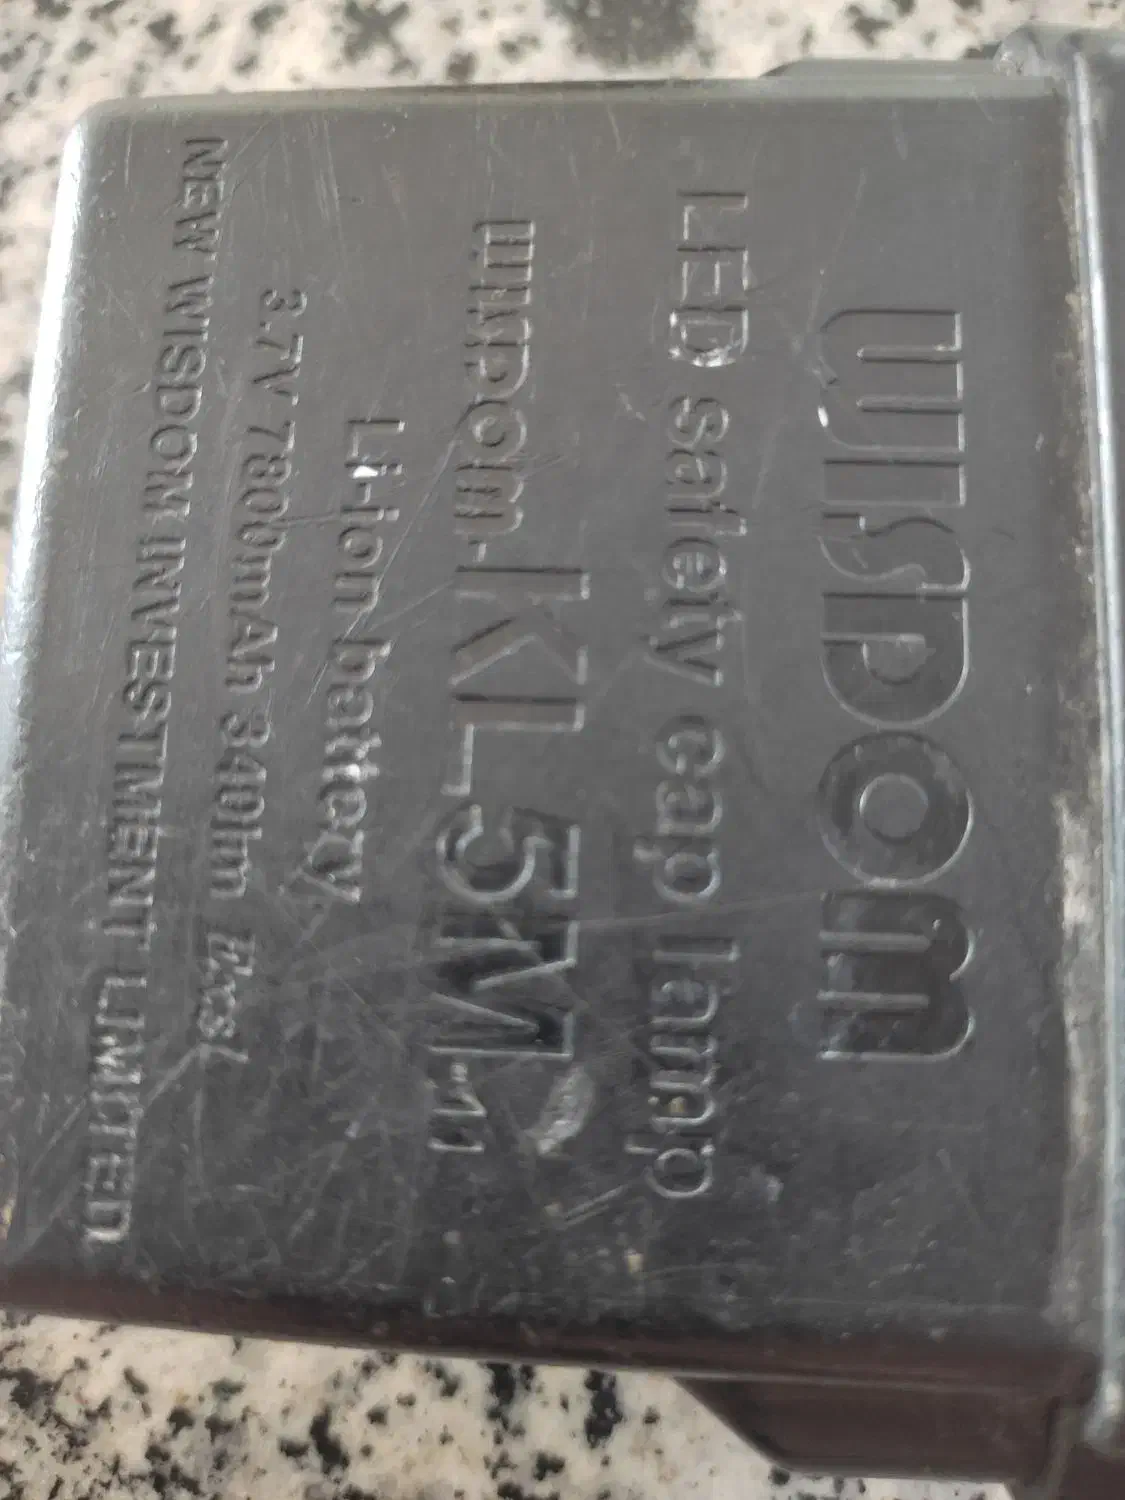 WISDOM
LED safety cap lamp
WISDOM-KL5M-11
Li-ion battery
3.7V 7800mAh 340lm
NEW WISDOM INVESTMENT LIMITED